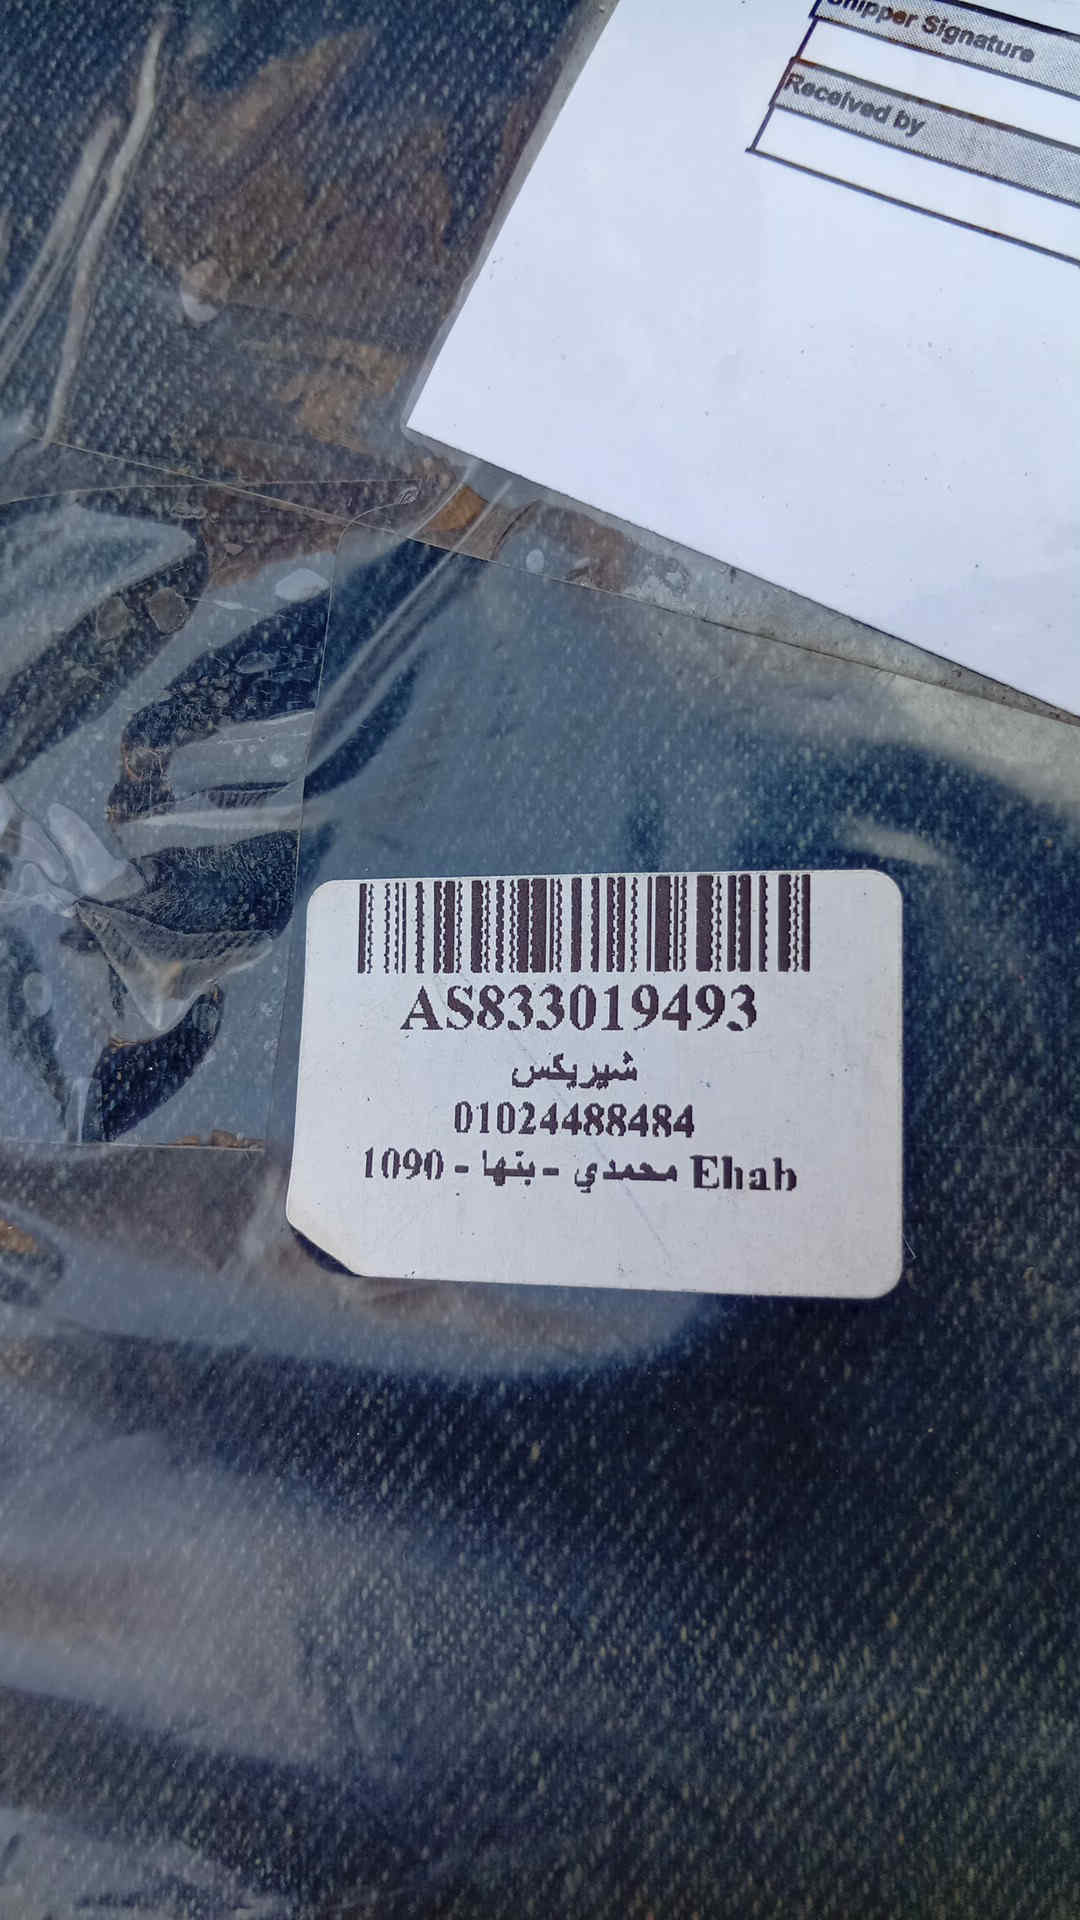 Shipper Signature
Received by
AS833019493
شيريكس
01024488484
Ehab محمدي - بنها - 1090